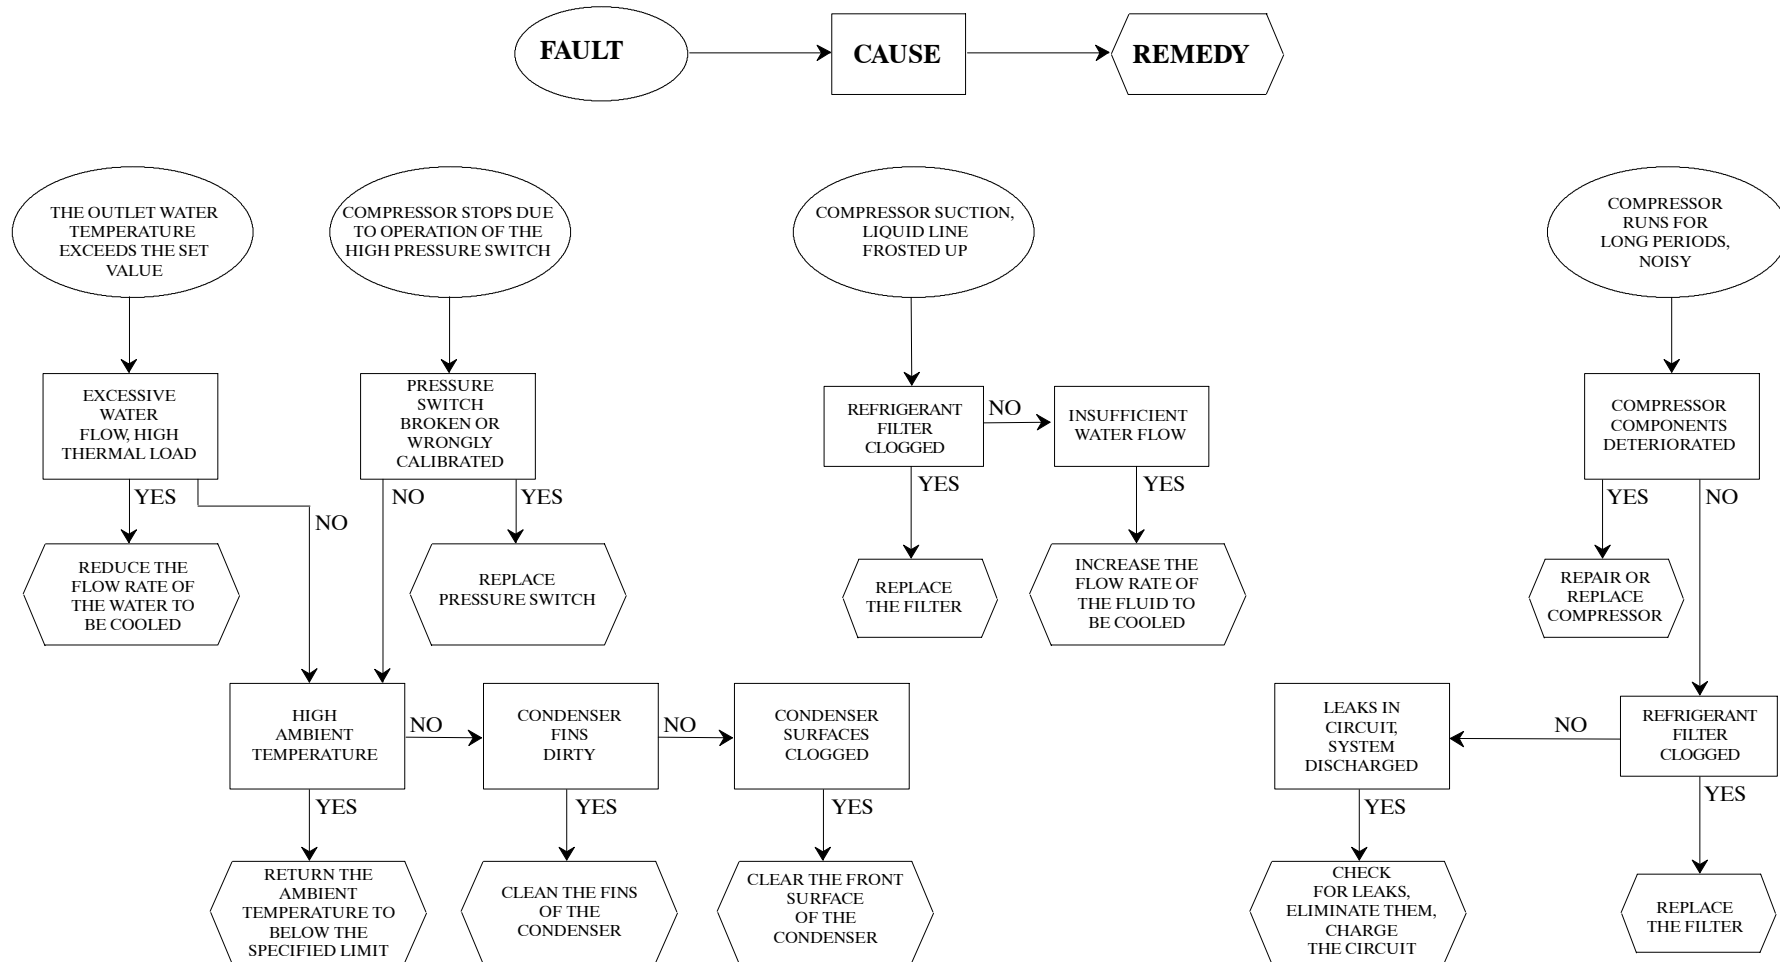 FAULT
CAUSE
REMEDY
THE OUTLET WATER
TEMPERATURE
EXCEEDS THE SET
VALUE
COMPRESSOR STOPS DUE
TO OPERATION OF THE
HIGH PRESSURE SWITCH
COMPRESSOR SUCTION,
LIQUID LINE
FROSTED UP
COMPRESSOR
RUNS FOR
LONG PERIODS,
NOISY
EXCESSIVE
WATER
FLOW, HIGH
THERMAL LOAD
PRESSURE
SWITCH
BROKEN OR
WRONGLY
CALIBRATED
REFRIGERANT
FILTER
CLOGGED
NO
INSUFFICIENT
WATER FLOW
COMPRESSOR
COMPONENTS
DETERIORATED
YES
NO
NO
YES
YES
YES
YES
NO
REDUCE THE
FLOW RATE OF
THE WATER TO
BE COOLED
REPLACE
PRESSURE SWITCH
REPLACE
THE FILTER
INCREASE THE
FLOW RATE OF
THE FLUID TO
BE COOLED
REPAIR OR
REPLACE
COMPRESSOR
HIGH
AMBIENT
TEMPERATURE
NO
CONDENSER
FINS
DIRTY
NO
CONDENSER
SURFACES
CLOGGED
LEAKS IN
CIRCUIT,
SYSTEM
DISCHARGED
NO
REFRIGERANT
FILTER
CLOGGED
YES
YES
YES
YES
YES
RETURN THE
AMBIENT
TEMPERATURE TO
BELOW THE
SPECIFIED LIMIT
CLEAN THE FINS
OF THE
CONDENSER
CLEAR THE FRONT
SURFACE
OF THE
CONDENSER
CHECK
FOR LEAKS,
ELIMINATE THEM,
CHARGE
THE CIRCUIT
REPLACE
THE FILTER